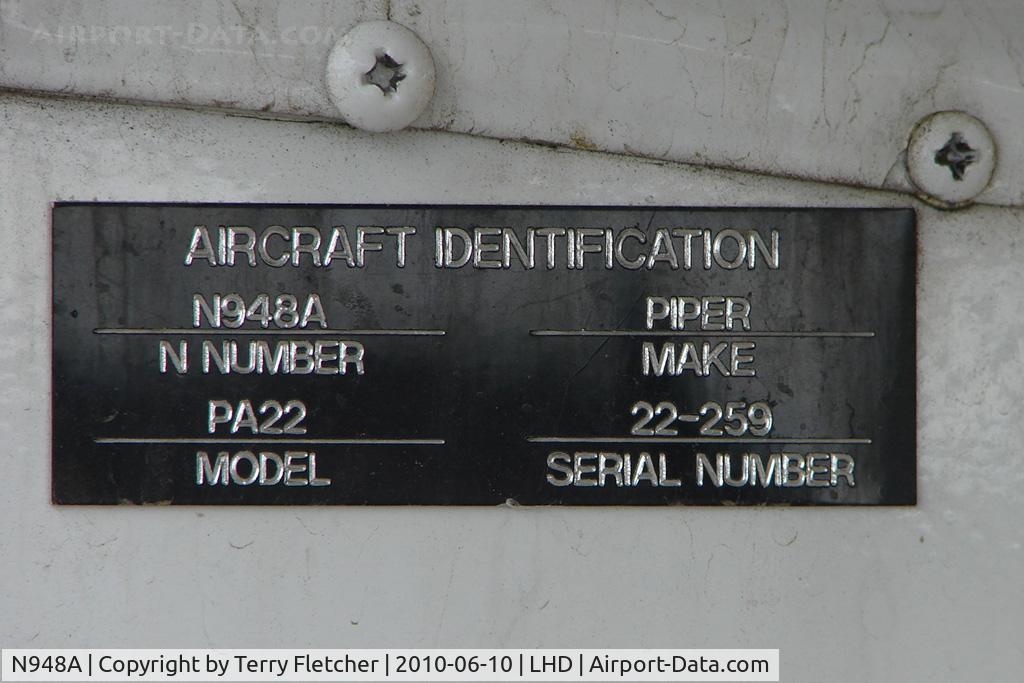 Airport-Data.com
AIRCRAFT IDENTIFICATION
N948A PIPER
N NUMBER MAKE
PA22 22-259
MODEL SERIAL NUMBER
N948A | Copyright by Terry Fletcher | 2010-06-10 | LHD | Airport-Data.com